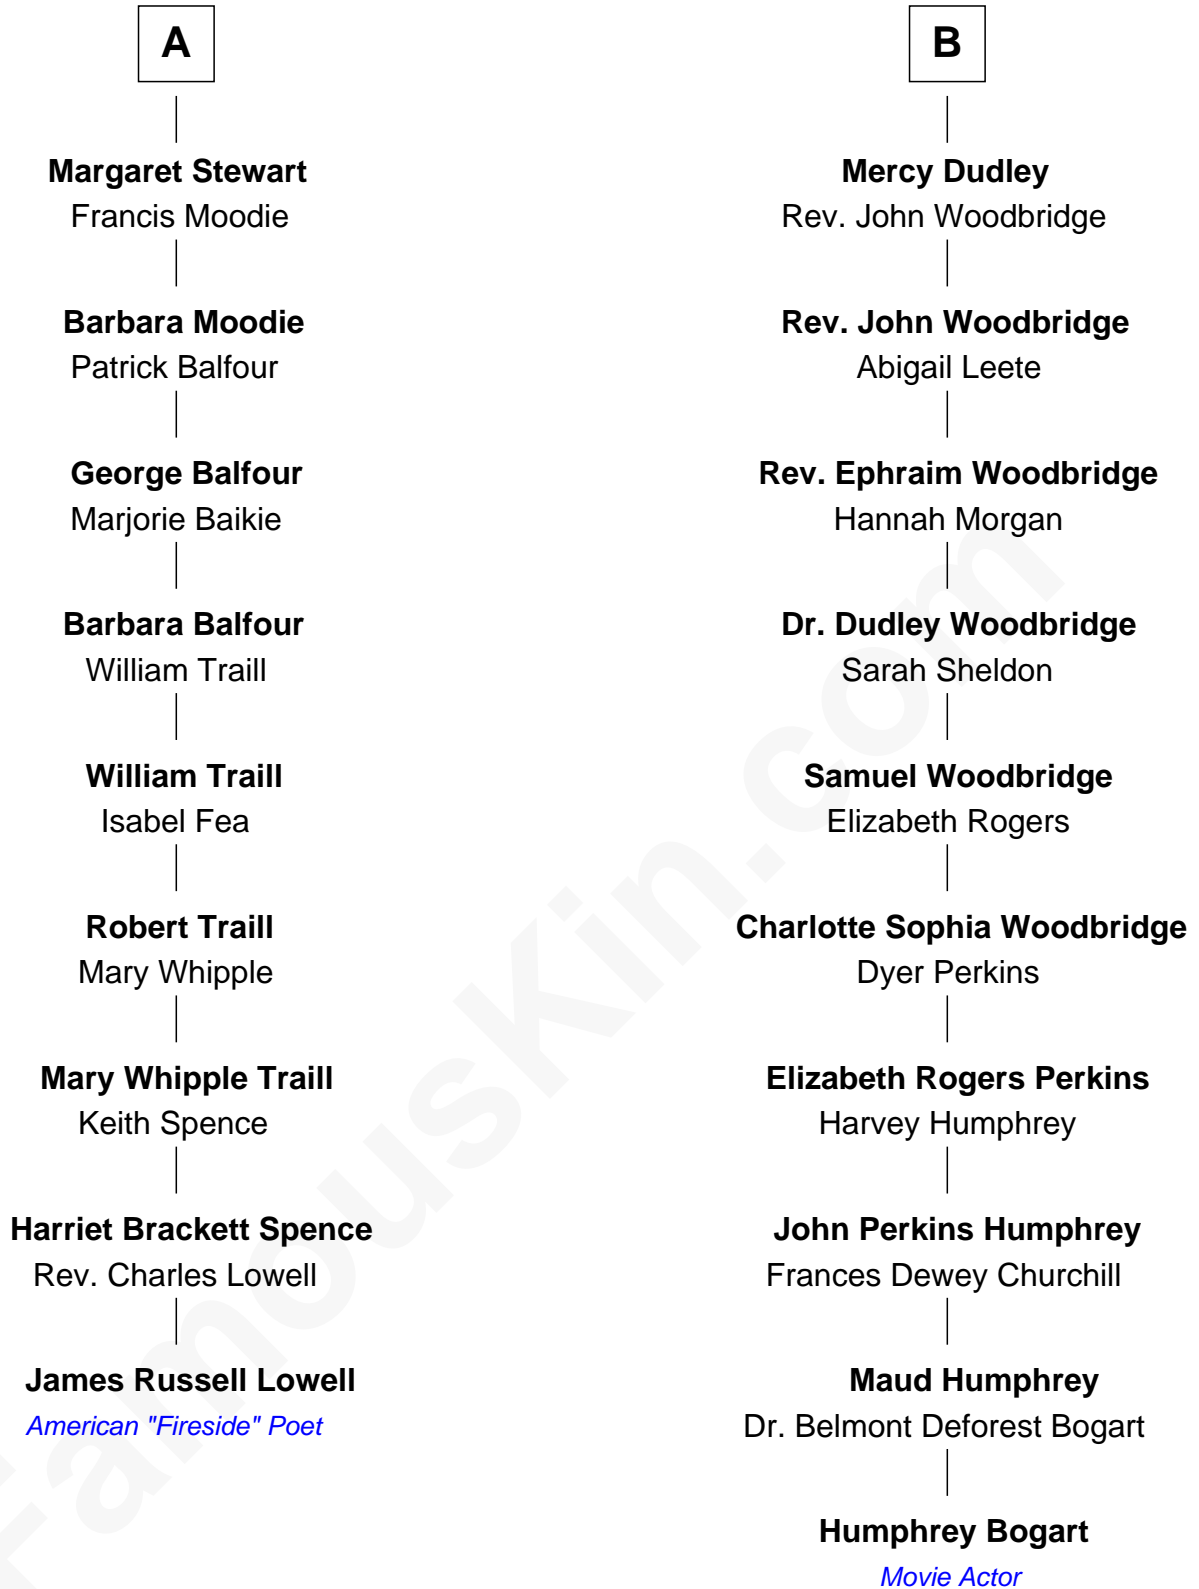 A
Margaret Stewart
Francis Moodie
Barbara Moodie
Patrick Balfour
George Balfour
Marjorie Baikie
Barbara Balfour
William Traill
William Traill
Isabel Fea
Robert Traill
Mary Whipple
Mary Whipple Traill
Keith Spence
Harriet Brackett Spence
Rev. Charles Lowell
James Russell Lowell
American "Fireside" Poet
B
Mercy Dudley
Rev. John Woodbridge
Rev. John Woodbridge
Abigail Leete
Rev. Ephraim Woodbridge
Hannah Morgan
Dr. Dudley Woodbridge
Sarah Sheldon
Samuel Woodbridge
Elizabeth Rogers
Charlotte Sophia Woodbridge
Dyer Perkins
Elizabeth Rogers Perkins
Harvey Humphrey
John Perkins Humphrey
Frances Dewey Churchill
Maud Humphrey
Dr. Belmont Deforest Bogart
Humphrey Bogart
Movie Actor
FamousKin.com